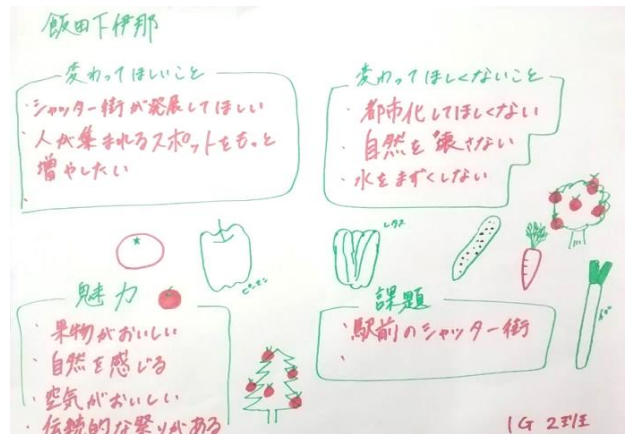 飯田下伊那
変わってほしいこと
・シャッター街が発展してほしい
・人が集まれるスポットをもっと
増やしたい
・
変わってほしくないこと
・都市化してほしくない
・自然を壊さない
・水をまずくしない
ピーマン
レタス
ねぎ
魅力
・果物がおいしい
・自然を感じる
・空気がおいしい
・伝統的な祭りがある
課題
・駅前のシャッター街
・
1G 2班